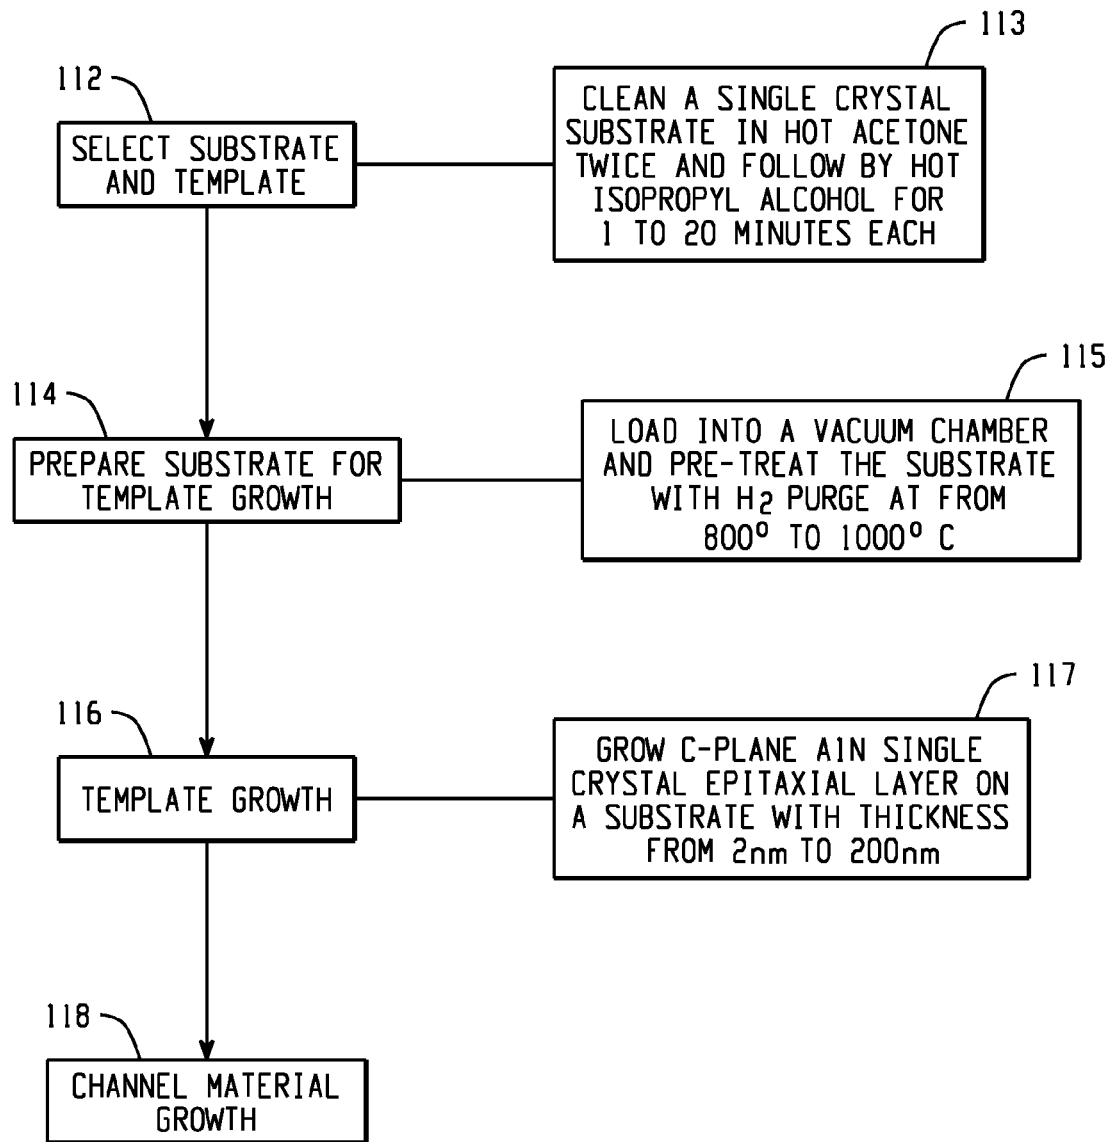 113
112
CLEAN A SINGLE CRYSTAL
SUBSTRATE IN HOT ACETONE
TWICE AND FOLLOW BY HOT
ISOPROPYL ALCOHOL FOR
1 TO 20 MINUTES EACH
SELECT SUBSTRATE
AND TEMPLATE
115
114
LOAD INTO A VACUUM CHAMBER
AND PRE-TREAT THE SUBSTRATE
WITH H₂ PURGE AT FROM
800⁰ TO 1000⁰ C
PREPARE SUBSTRATE FOR
TEMPLATE GROWTH
117
116
GROW C-PLANE A1N SINGLE
CRYSTAL EPITAXIAL LAYER ON
A SUBSTRATE WITH THICKNESS
FROM 2nm TO 200nm
TEMPLATE GROWTH
118
CHANNEL MATERIAL
GROWTH